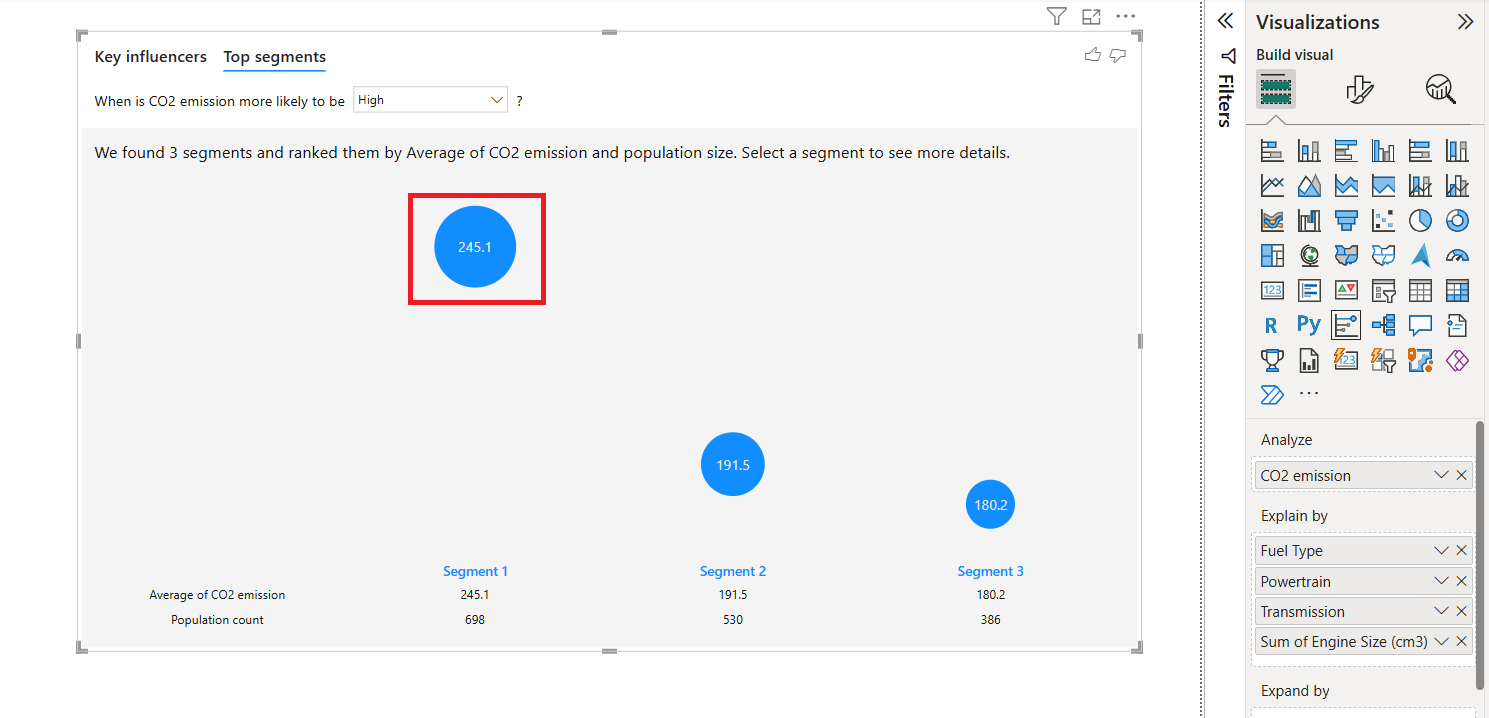 Key influencers Top segments
When is CO2 emission more likely to be High ?
We found 3 segments and ranked them by Average of CO2 emission and population size. Select a segment to see more details.
245.1
191.5
180.2
Segment 1 Segment 2 Segment 3
Average of CO2 emission 245.1 191.5 180.2
Population count 698 530 386
Filters
Visualizations
Build visual
123
R Py
123
Analyze
CO2 emission
Explain by
Fuel Type
Powertrain
Transmission
Sum of Engine Size (cm3)
Expand by